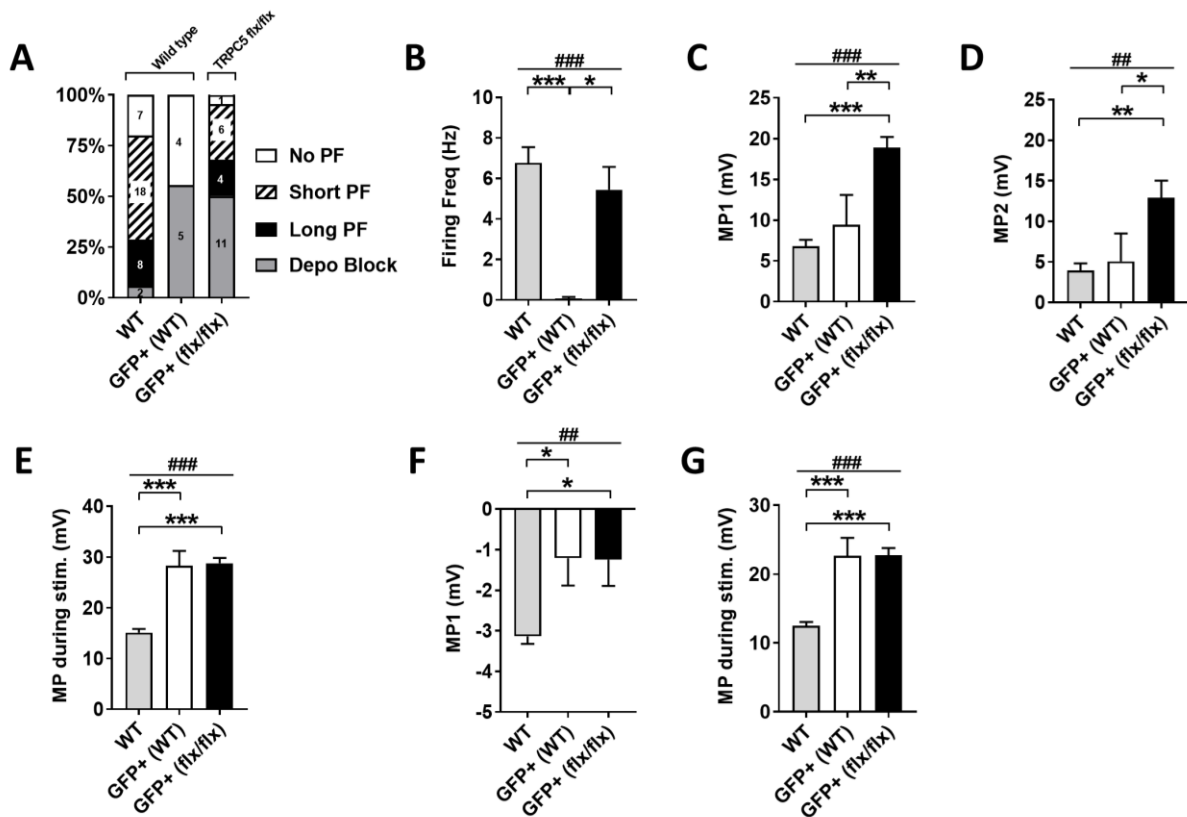 A
Wild type
TRPC5 flx/flx
100%
75%
50%
25%
0%
7
18
8
2
4
5
1
6
4
11
No PF
Short PF
Long PF
Depo Block
WT
GFP+ (WT)
GFP+ (flx/flx)
B
###
*** *
Firing Freq (Hz)
10
8
6
4
2
0
WT
GFP+ (WT)
GFP+ (flx/flx)
C
###
**
***
MP1 (mV)
25
20
15
10
5
0
WT
GFP+ (WT)
GFP+ (flx/flx)
D
##
*
**
MP2 (mV)
25
20
15
10
5
0
WT
GFP+ (WT)
GFP+ (flx/flx)
E
###
***
***
MP during stim. (mV)
40
30
20
10
0
WT
GFP+ (WT)
GFP+ (flx/flx)
F
##
*
*
MP1 (mV)
0
-1
-2
-3
-4
-5
WT
GFP+ (WT)
GFP+ (flx/flx)
G
###
***
***
MP during stim. (mV)
30
20
10
0
WT
GFP+ (WT)
GFP+ (flx/flx)